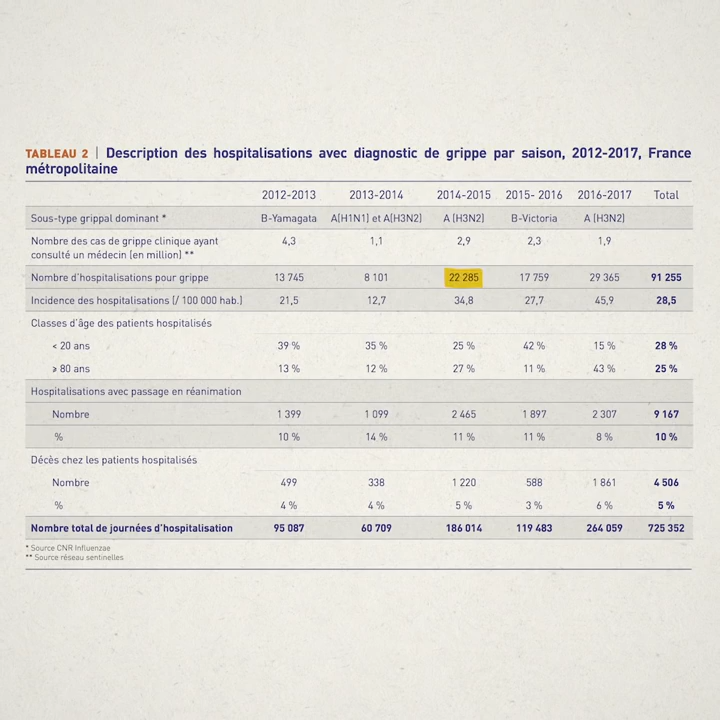 TABLEAU 2 | Description des hospitalisations avec diagnostic de grippe par saison, 2012-2017, France
métropolitaine
2012-2013 2013-2014 2014-2015 2015- 2016 2016-2017 Total
Sous-type grippal dominant * B-Yamagata A(H1N1) et A(H3N2) A (H3N2) B-Victoria A (H3N2)
Nombre des cas de grippe clinique ayant
consulté un médecin (en million) ** 4,3 1,1 2,9 2,3 1,9
Nombre d'hospitalisations pour grippe 13 745 8 101 22 285 17 759 29 365 91 255
Incidence des hospitalisations (/ 100 000 hab.) 21,5 12,7 34,8 27,7 45,9 28,5
Classes d'âge des patients hospitalisés
< 20 ans 39 % 35 % 25 % 42 % 15 % 28 %
≥ 80 ans 13 % 12 % 27 % 11 % 43 % 25 %
Hospitalisations avec passage en réanimation
Nombre 1 399 1 099 2 465 1 897 2 307 9 167
% 10 % 14 % 11 % 11 % 8 % 10 %
Décès chez les patients hospitalisés
Nombre 499 338 1 220 588 1 861 4 506
% 4 % 4 % 5 % 3 % 6 % 5 %
Nombre total de journées d'hospitalisation 95 087 60 709 186 014 119 483 264 059 725 352
* Source CNR Influenzae
** Source réseau sentinelles